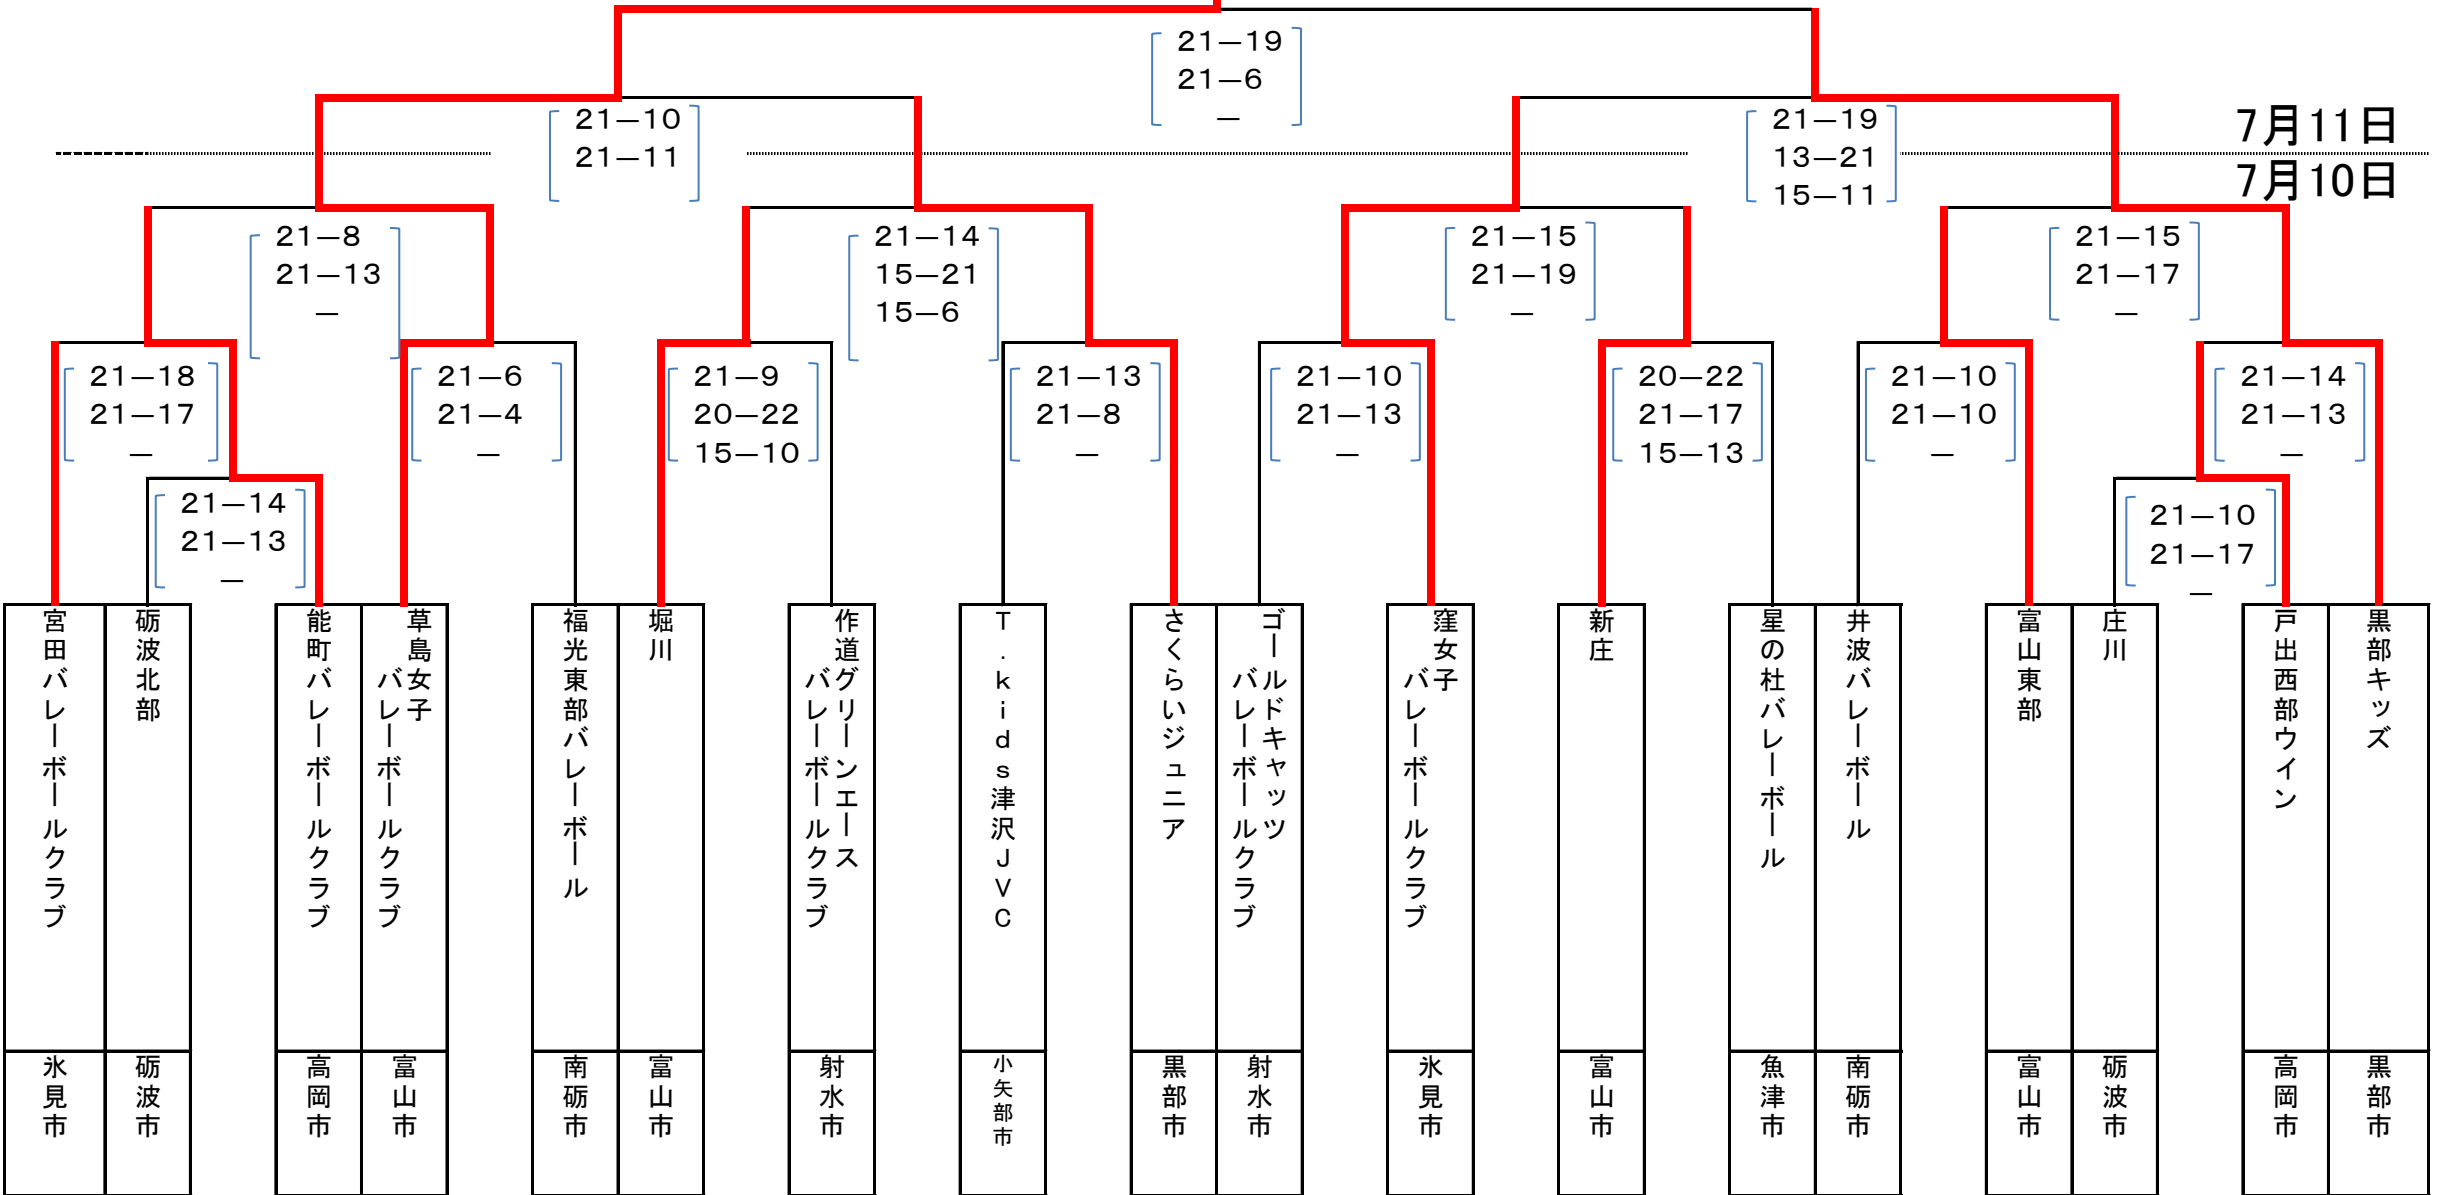 21－19
21－6
－
21－10
21－11
21－19
13－21
15－11
7月11日
7月10日
21－8
21－13
－
21－14
15－21
15－6
21－15
21－19
－
21－15
21－17
－
21－18
21－17
－
21－6
21－4
－
21－9
20－22
15－10
21－13
21－8
－
21－10
21－13
－
20－22
21－17
15－13
21－10
21－10
－
21－14
21－13
－
21－14
21－13
－
21－10
21－17
－
宮田バレーボールクラブ
砺波北部
能町バレーボールクラブ
草島女子
バレーボールクラブ
福光東部バレーボール
堀川
作道グリーンエース
バレーボールクラブ
T.kids津沢JVC
さくらいジュニア
ゴールドキャッツ
バレーボールクラブ
窪女子
バレーボールクラブ
新庄
星の杜バレーボール
井波バレーボール
富山東部
庄川
戸出西部ウイン
黒部キッズ
氷見市
砺波市
高岡市
富山市
南砺市
富山市
射水市
小矢部市
黒部市
射水市
氷見市
富山市
魚津市
南砺市
富山市
砺波市
高岡市
黒部市